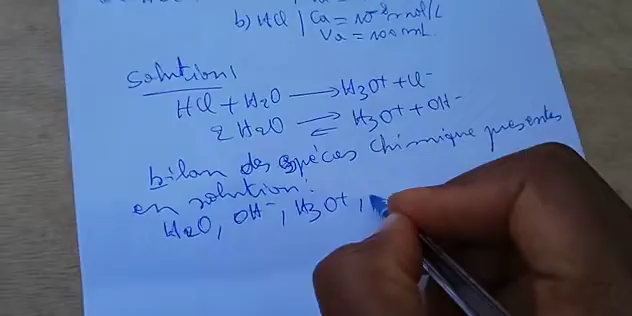 b) HCl | Ca = 10⁻⁸ mol/L
Va = 100 mL
Solution
HCl + H2O ⟶ H3O⁺ + Cl⁻
2 H2O ⇌ H3O⁺ + OH⁻
bilan des espéces chimique presentes
en solution:
H2O, OH⁻, H3O⁺,